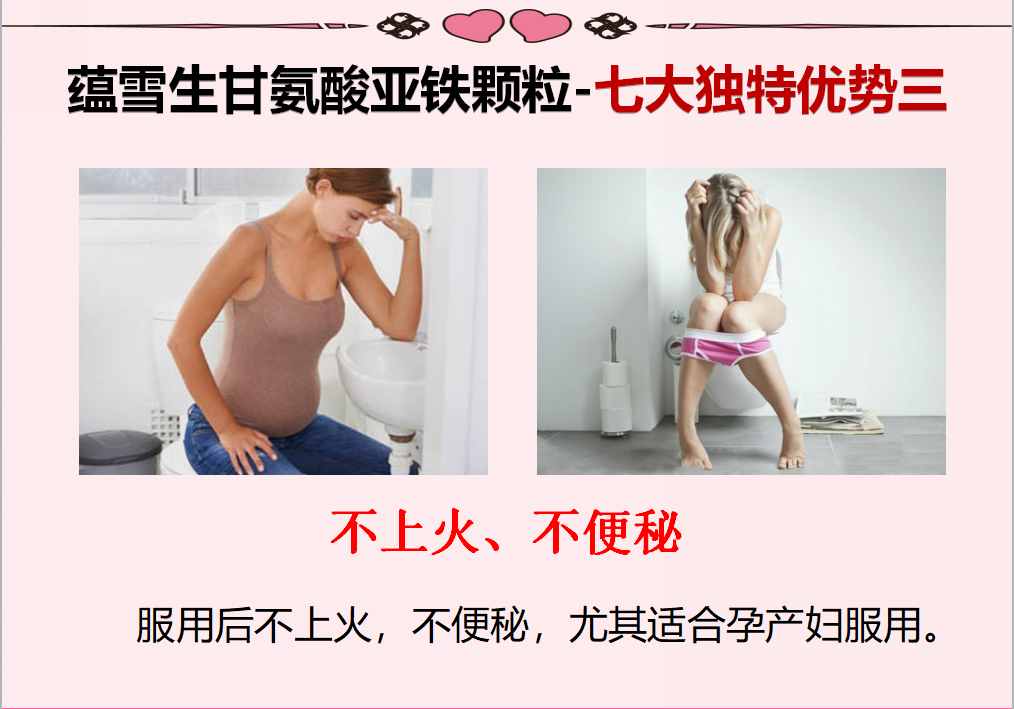 蕴雪生甘氨酸亚铁颗粒-七大独特优势三
不上火、不便秘
服用后不上火，不便秘，尤其适合孕产妇服用。